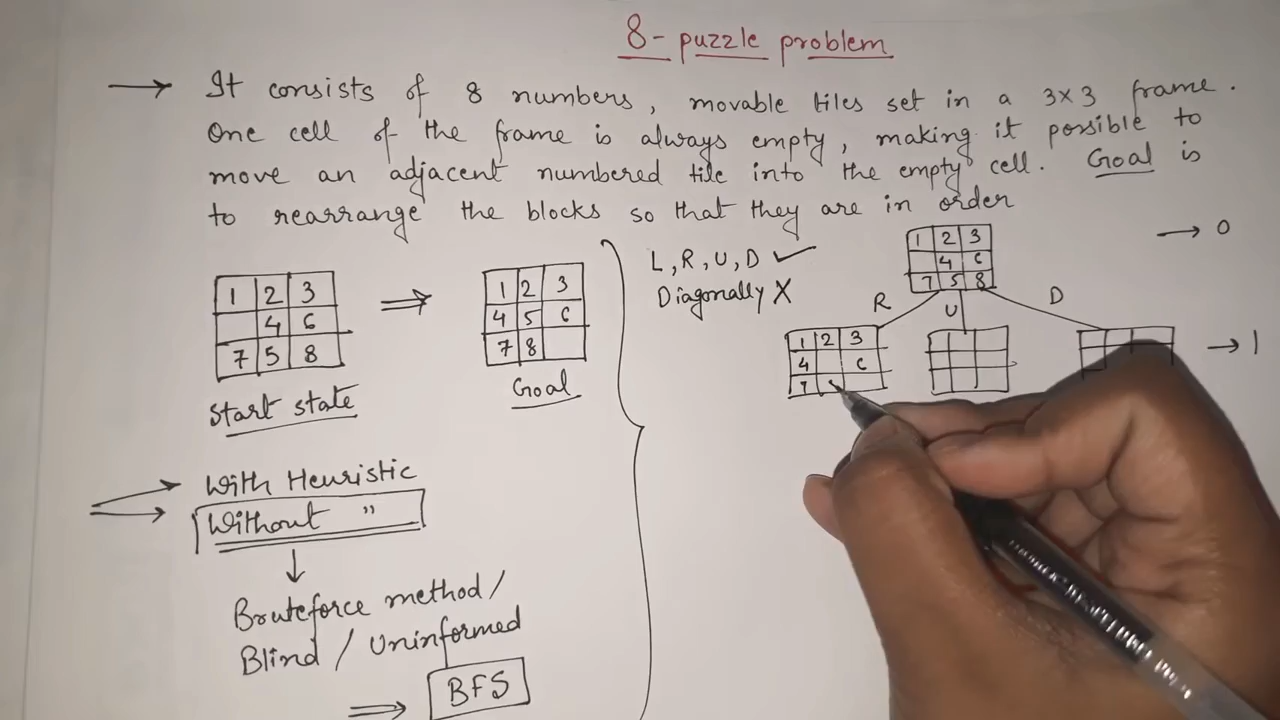 8-puzzle problem
→ It consists of 8 numbers, movable tiles set in a 3×3 frame.
One cell of the frame is always empty, making it possible to
move an adjacent numbered tile into the empty cell. Goal is
to rearrange the blocks so that they are in order
1 2 3
4 6
7 5 8
Start state
⇒
1 2 3
4 5 6
7 8
Goal
→ With Heuristic
→ Without "
↓
Bruteforce method/
Blind / Uninformed
⇒ BFS
L, R, U, D ✓
Diagonally X
1 2 3
4 6
7 5 8
→ 0
R U D
1 2 3
4 6
7
→ 1